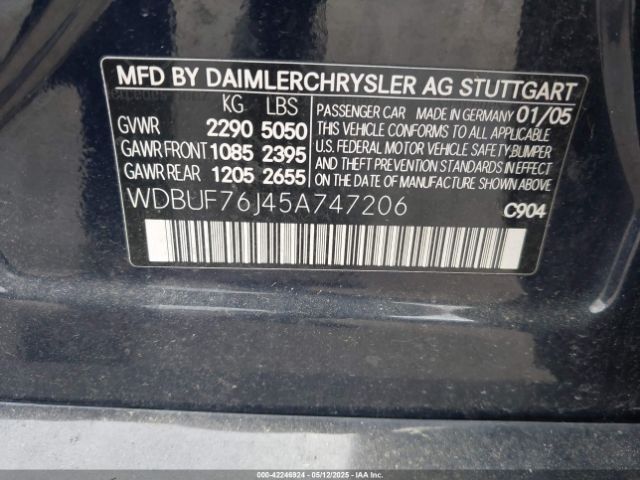 MFD BY DAIMLERCHRYSLER AG STUTTGART
KG LBS
GVWR 2290 5050
GAWR FRONT 1085 2395
GAWR REAR 1205 2655
PASSENGER CAR MADE IN GERMANY 01/05
THIS VEHICLE CONFORMS TO ALL APPLICABLE
U.S. FEDERAL MOTOR VEHICLE SAFETY, BUMPER
AND THEFT PREVENTION STANDARDS IN EFFECT
ON THE DATE OF MANUFACTURE SHOWN ABOVE.
WDBUF76J45A747206 C904
000-42246924 - 05/12/2025 - IAAI.COM